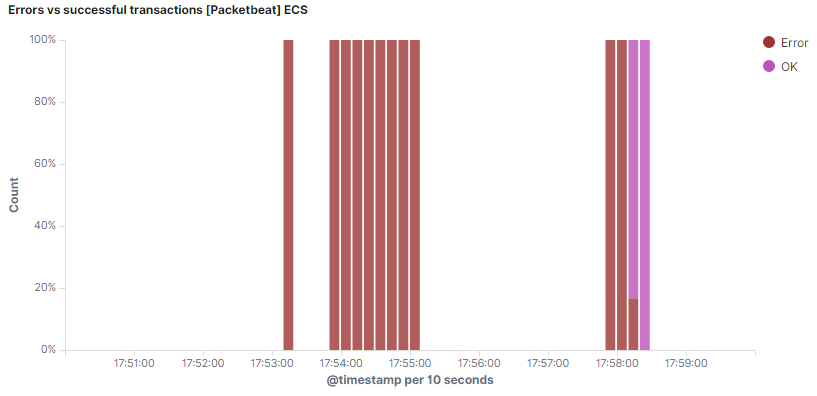 Errors vs successful transactions [Packetbeat] ECS
100%
80%
60%
40%
20%
0%
Count
17:51:00 17:52:00 17:53:00 17:54:00 17:55:00 17:56:00 17:57:00 17:58:00 17:59:00
@timestamp per 10 seconds
Error
OK